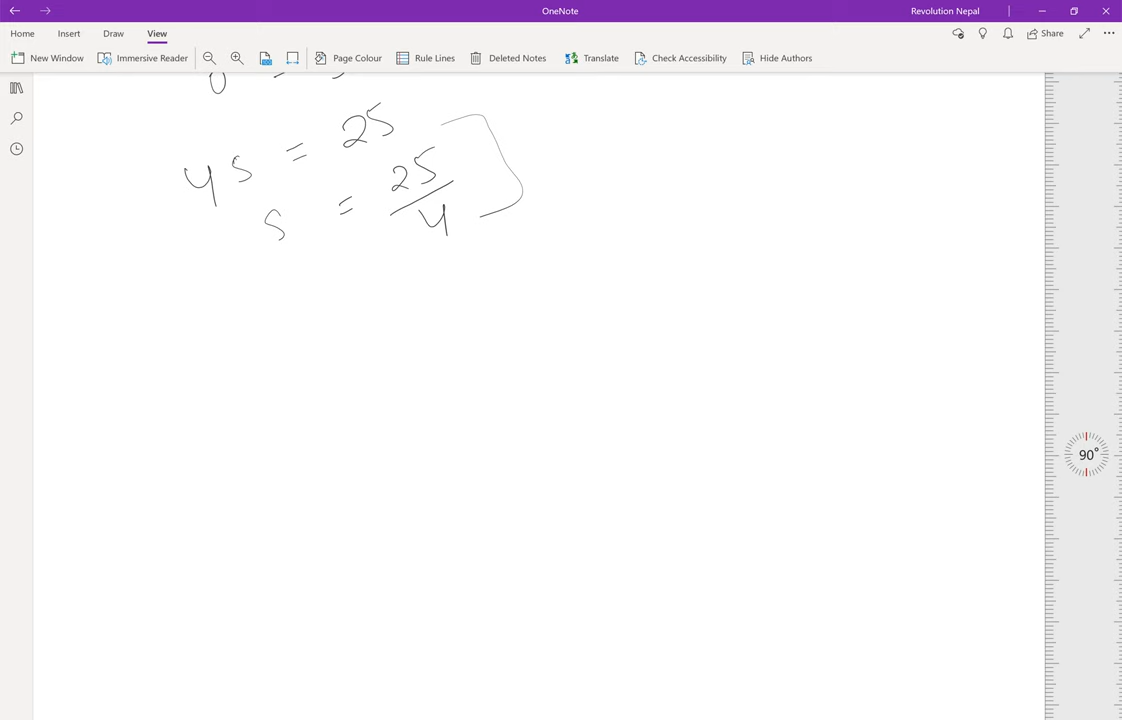 OneNote
Revolution Nepal
Home Insert Draw View
Share
New Window Immersive Reader Page Colour Rule Lines Deleted Notes Translate Check Accessibility Hide Authors
4s = 25
s = 25/4
90°